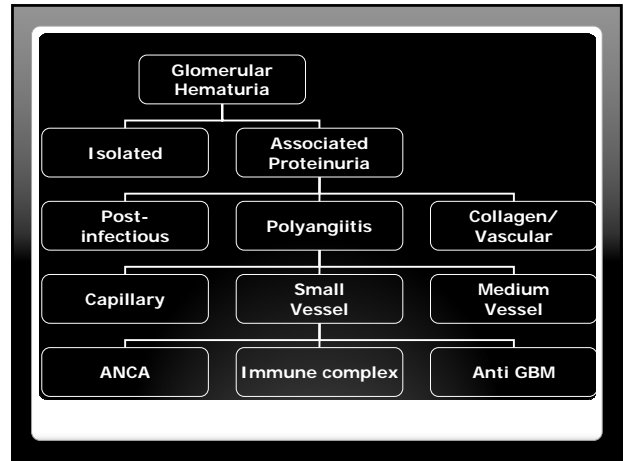 Glomerular
Hematuria
Isolated
Associated
Proteinuria
Post-
infectious
Polyangiitis
Collagen/
Vascular
Capillary
Small
Vessel
Medium
Vessel
ANCA
Immune complex
Anti GBM